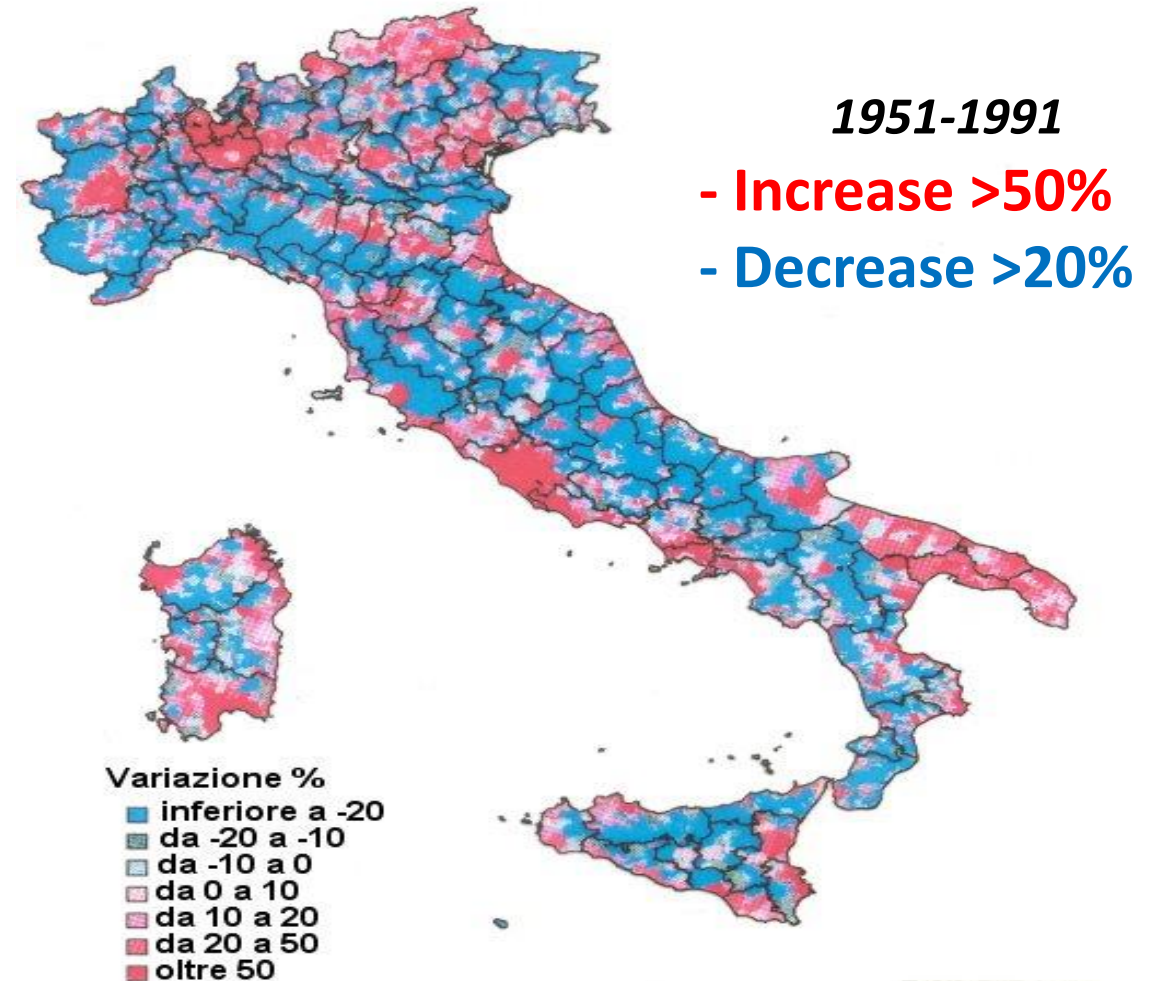 1951-1991
- Increase >50%
- Decrease >20%
Variazione %
inferiore a -20
da -20 a -10
da -10 a 0
da 0 a 10
da 10 a 20
da 20 a 50
oltre 50